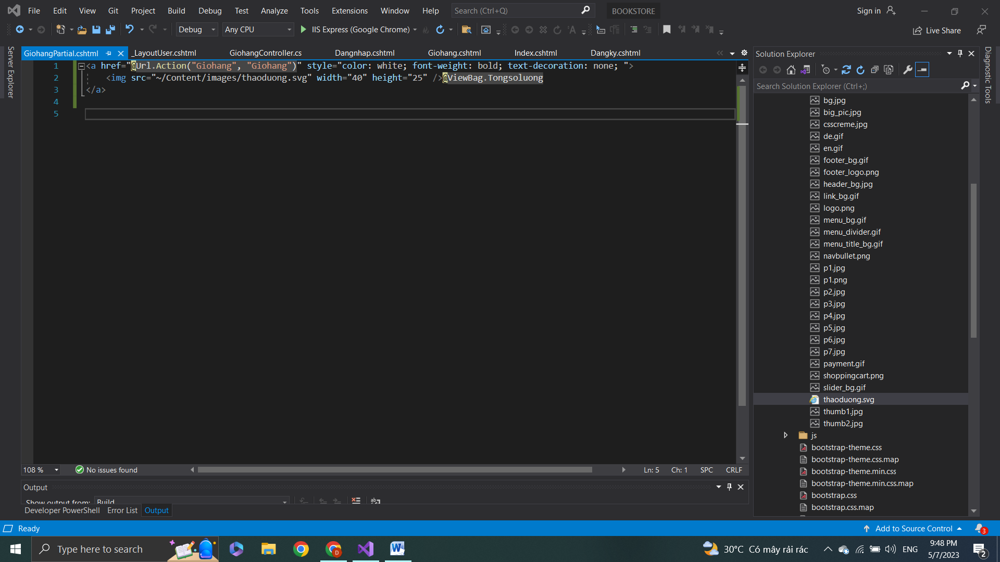 File Edit View Git Project Build Debug Test Analyze Tools Extensions Window Help Search (Ctrl+Q) BOOKSTORE Sign in
Debug Any CPU IIS Express (Google Chrome) Live Share
Server Explorer
GiohangPartial.cshtml _LayoutUser.cshtml GiohangController.cs Dangnhap.cshtml Giohang.cshtml Index.cshtml Dangky.cshtml
1 <a href="@Url.Action("Giohang", "Giohang")" style="color: white; font-weight: bold; text-decoration: none; ">
2 <img src="~/Content/images/thaoduong.svg" width="40" height="25" />@ViewBag.Tongsoluong
3 </a>
4
5
108 % No issues found Ln: 5 Ch: 1 SPC CRLF
Output
Show output from: Build
Developer PowerShell Error List Output
Solution Explorer
Search Solution Explorer (Ctrl+;)
bg.jpg
big_pic.jpg
csscreme.jpg
de.gif
en.gif
footer_bg.gif
footer_logo.png
header_bg.jpg
link_bg.gif
logo.png
menu_bg.gif
menu_divider.gif
menu_title_bg.gif
navbullet.png
p1.jpg
p1.png
p2.jpg
p3.jpg
p4.jpg
p5.jpg
p6.jpg
p7.jpg
payment.gif
shoppingcart.png
slider_bg.gif
thaoduong.svg
thumb1.jpg
thumb2.jpg
js
bootstrap-theme.css
bootstrap-theme.css.map
bootstrap-theme.min.css
bootstrap-theme.min.css.map
bootstrap.css
bootstrap.css.map
Diagnostic Tools
Ready Add to Source Control 3
Type here to search 30°C Có mây rải rác ENG 9:48 PM
5/7/2023 2